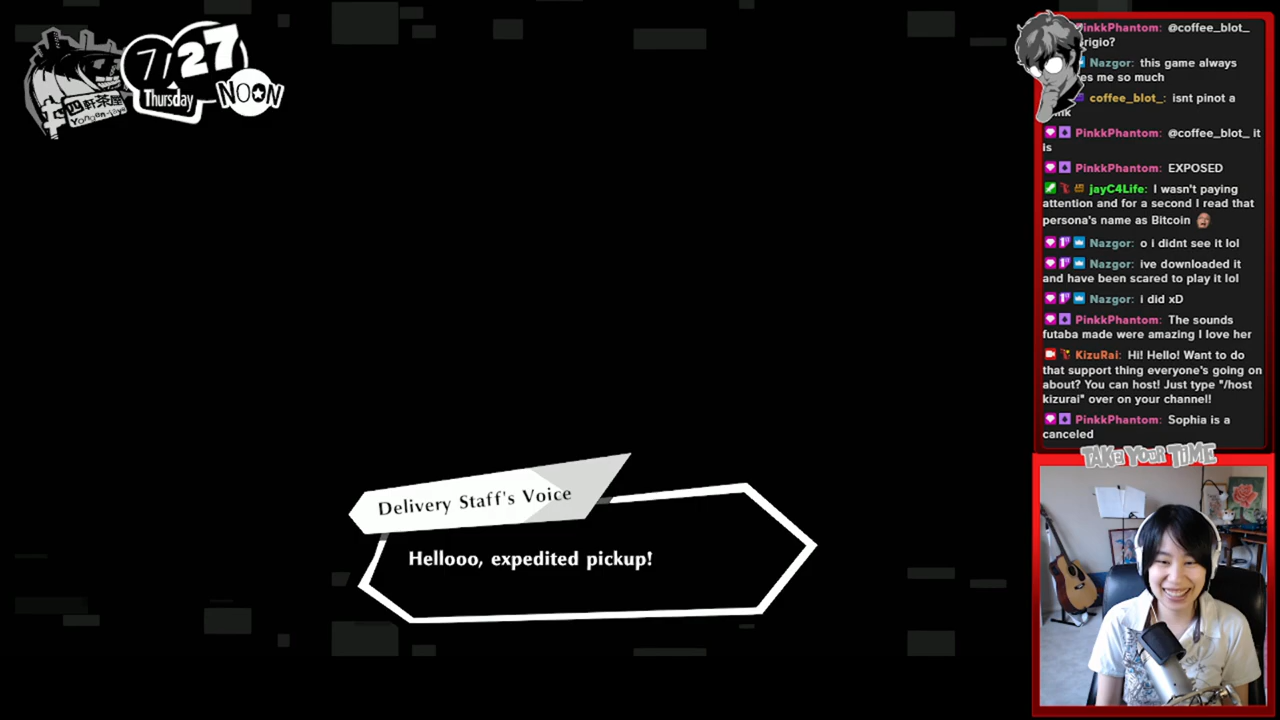 7/27
Thursday
NOON
四軒茶屋
Yongen-Jaya
PinkkPhantom: @coffee_blot_
rigio?
Nazgor: this game always
es me so much
coffee_blot_: isnt pinot a
nk
PinkkPhantom: @coffee_blot_ it
is
PinkkPhantom: EXPOSED
jayC4Life: I wasn't paying
attention and for a second I read that
persona's name as Bitcoin
Nazgor: o i didnt see it lol
Nazgor: ive downloaded it
and have been scared to play it lol
Nazgor: i did xD
PinkkPhantom: The sounds
futaba made were amazing I love her
KizuRai: Hi! Hello! Want to do
that support thing everyone's going on
about? You can host! Just type "/host
kizurai" over on your channel!
PinkkPhantom: Sophia is a
canceled
TAKE YOUR TIME
Delivery Staff's Voice
Hellooo, expedited pickup!